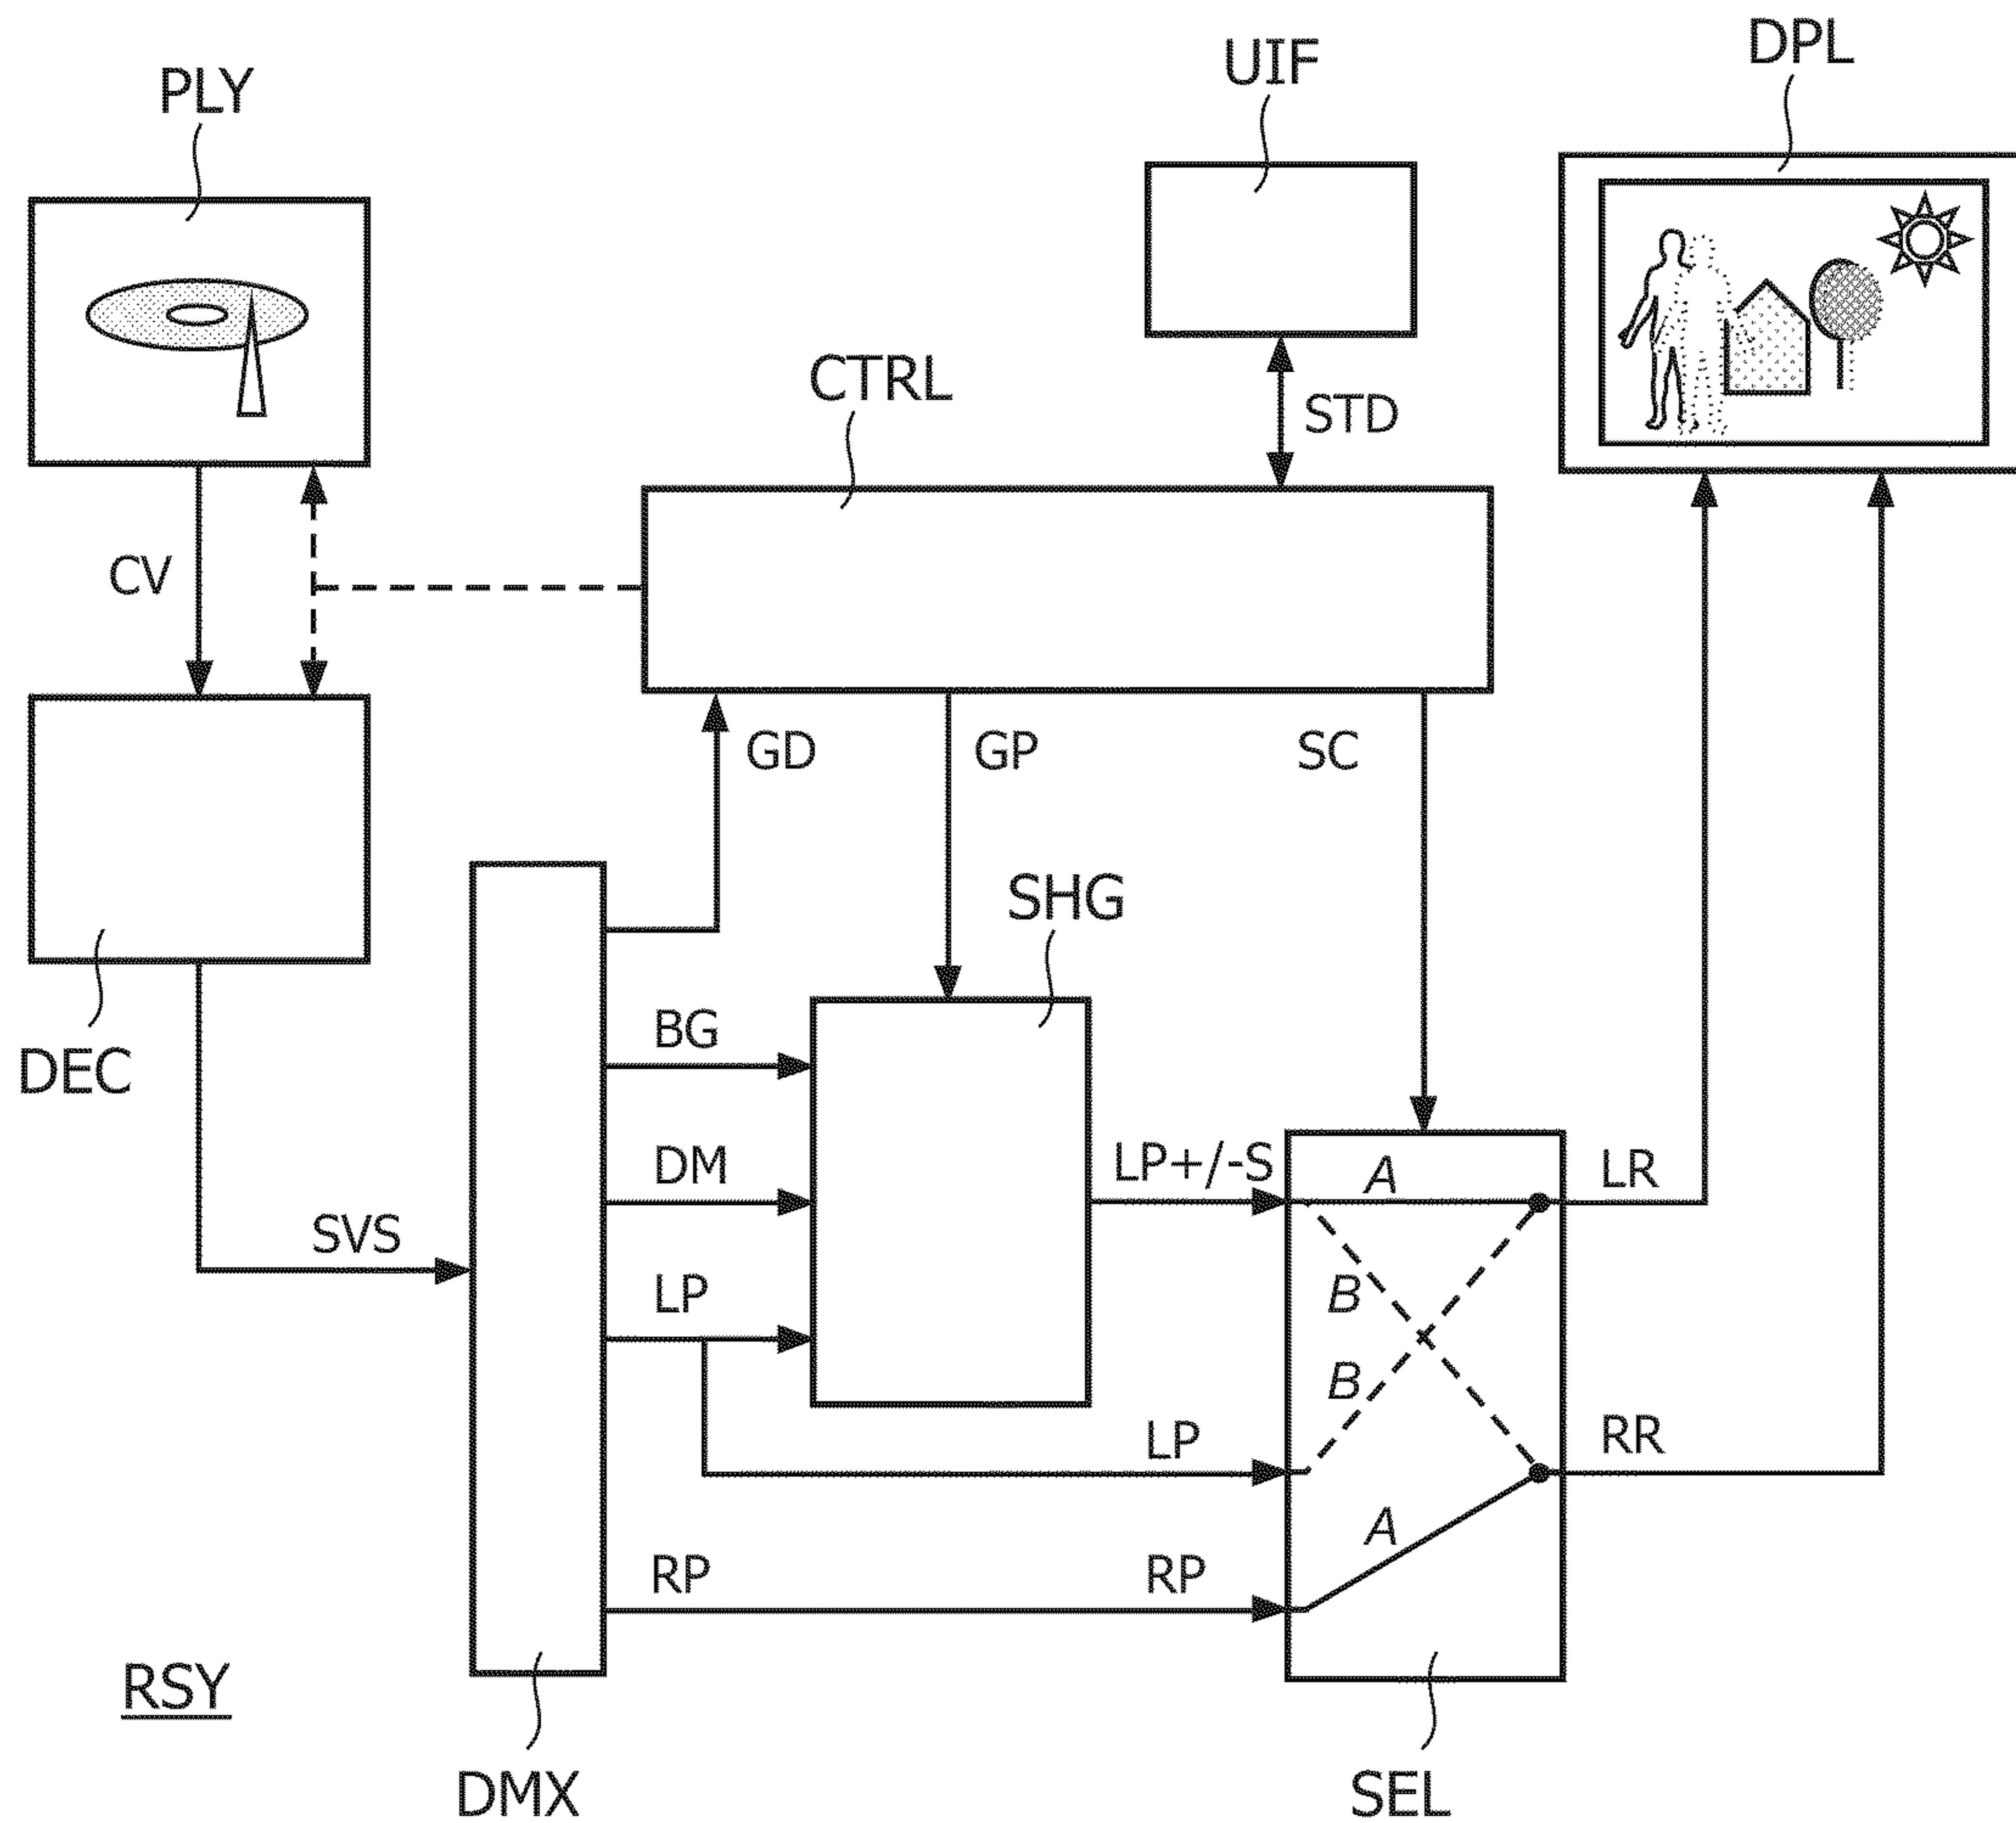 PLY
UIF
DPL
CTRL
STD
CV
GD
GP
SC
SHG
BG
DEC
DM
LP+/-S
A
LR
SVS
LP
B
B
LP
RR
A
RP
RP
RSY
DMX
SEL